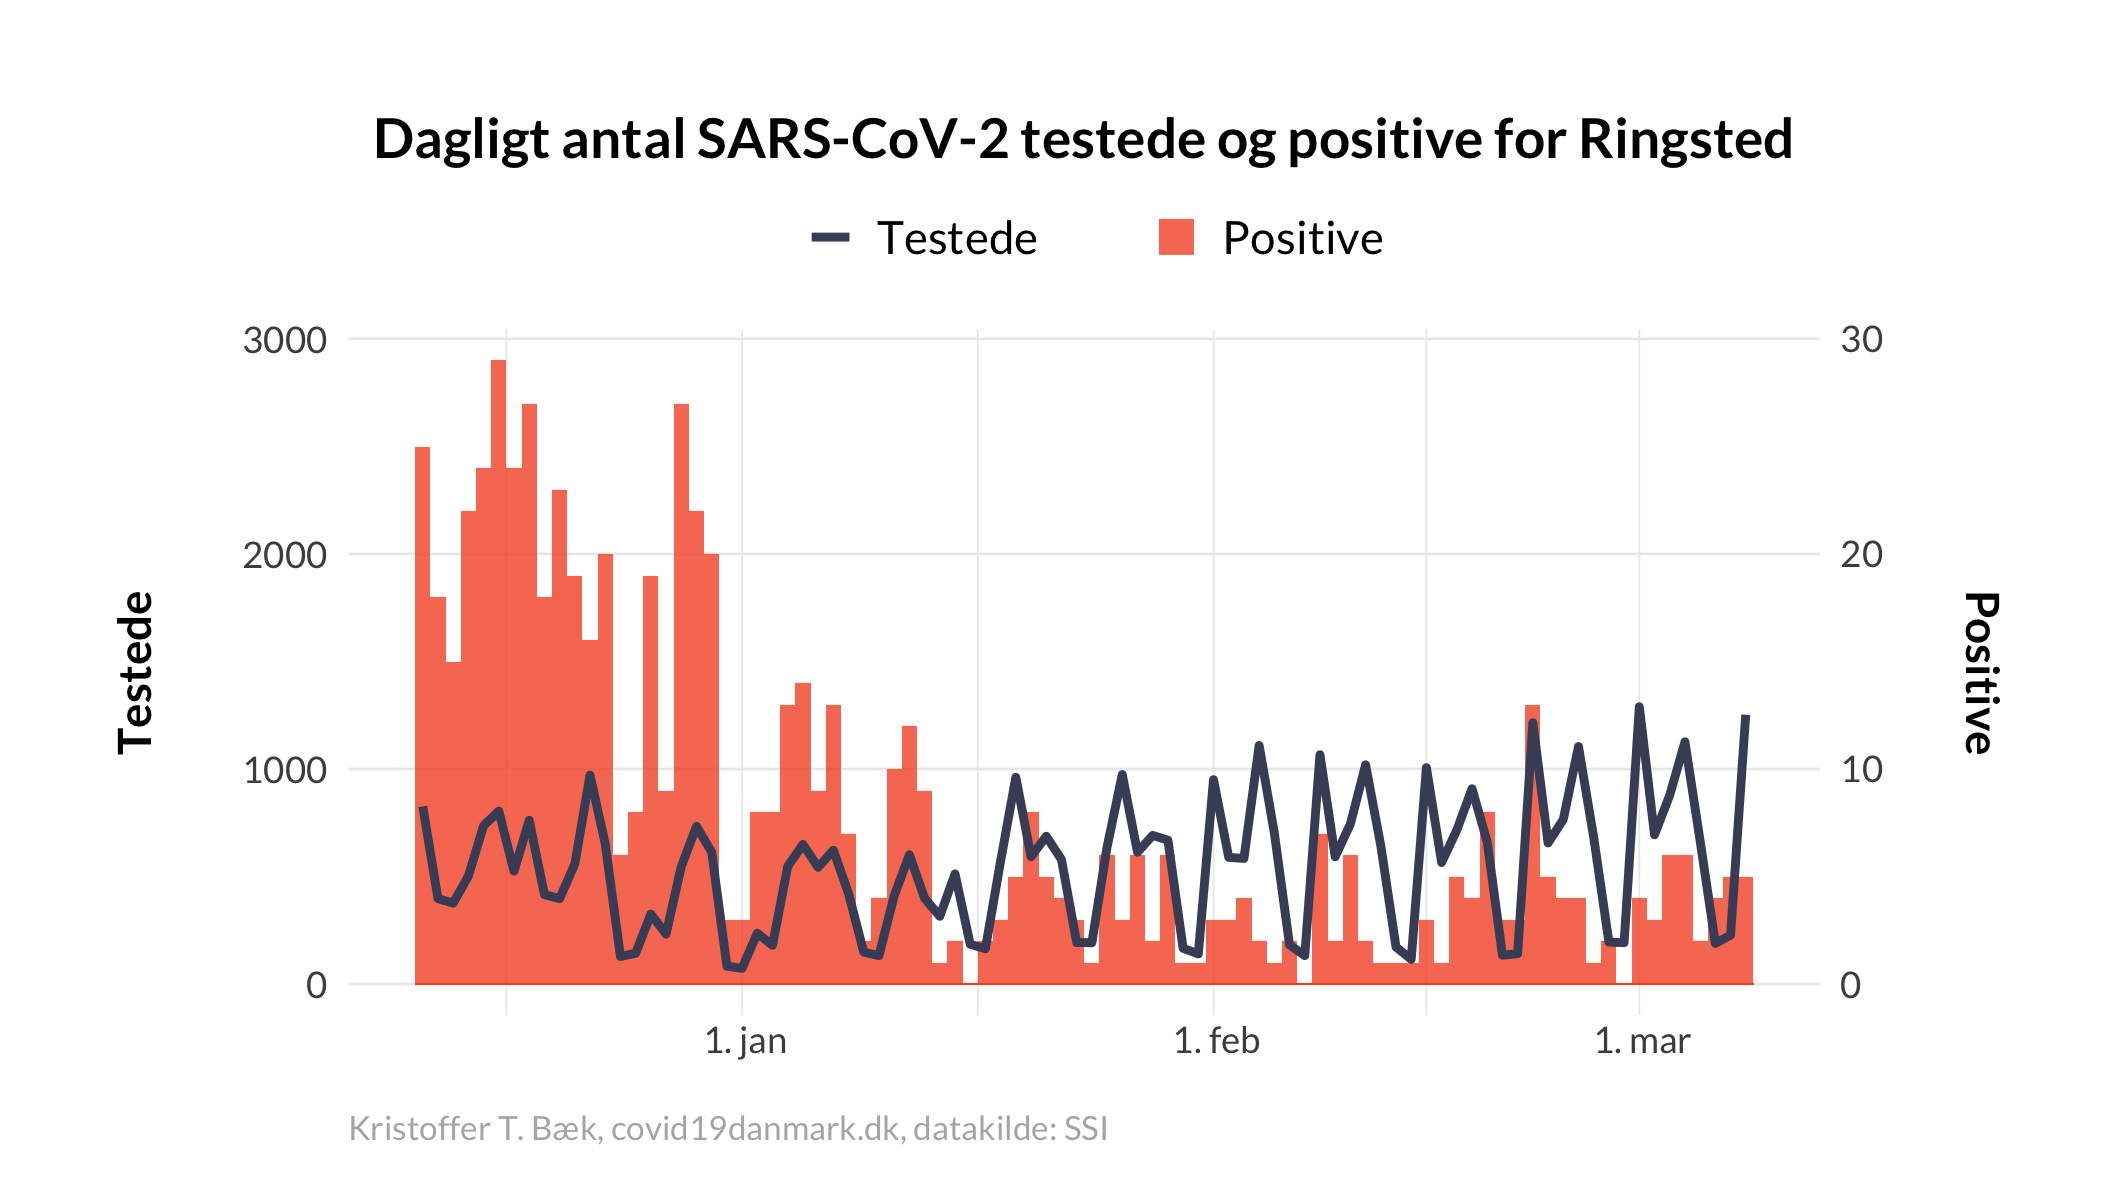 Dagligt antal SARS-CoV-2 testede og positive for Ringsted
Testede Positive
3000 30
2000 20
1000 10
0 0
Testede
Positive
1. jan 1. feb 1. mar
Kristoffer T. Bæk, covid19danmark.dk, datakilde: SSI